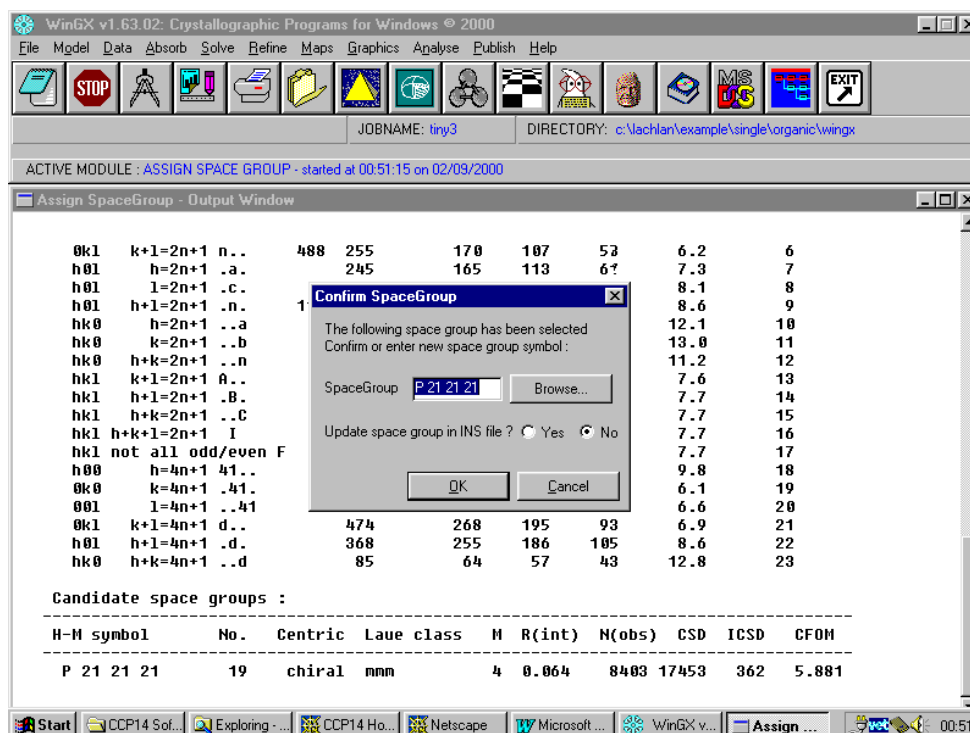 WinGX v1.63.02: Crystallographic Programs for Windows © 2000
File Model Data Absorb Solve Refine Maps Graphics Analyse Publish Help
STOP MS DOS EXIT
JOBNAME: tiny3 DIRECTORY: c:\lachlan\example\single\organic\wingx
ACTIVE MODULE : ASSIGN SPACE GROUP - started at 00:51:15 on 02/09/2000
Assign SpaceGroup - Output Window
0kl k+l=2n+1 n.. 488 255 170 107 53 6.2 6
h0l h=2n+1 .a. 245 165 113 7.3 7
h0l l=2n+1 .c. 8.1 8
h0l h+l=2n+1 .n. 8.6 9
hk0 h=2n+1 ..a 12.1 10
hk0 k=2n+1 ..b 13.0 11
hk0 h+k=2n+1 ..n 11.2 12
hkl k+l=2n+1 A.. 7.6 13
hkl h+l=2n+1 .B. 7.7 14
hkl h+k=2n+1 ..C 7.7 15
hkl h+k+l=2n+1 I 7.7 16
hkl not all odd/even F 7.7 17
h00 h=4n+1 41.. 9.8 18
0k0 k=4n+1 .41. 6.1 19
00l l=4n+1 ..41 6.6 20
0kl k+l=4n+1 d.. 474 268 195 93 6.9 21
h0l h+l=4n+1 .d. 368 255 186 105 8.6 22
hk0 h+k=4n+1 ..d 85 64 57 43 12.8 23
Confirm SpaceGroup
The following space group has been selected
Confirm or enter new space group symbol :
SpaceGroup P 21 21 21 Browse...
Update space group in INS file ? Yes No
OK Cancel
Candidate space groups :
H-M symbol No. Centric Laue class M R(int) N(obs) CSD ICSD CFOM
P 21 21 21 19 chiral mmm 4 0.064 8403 17453 362 5.881
Start CCP14 Sof... Exploring - ... CCP14 Ho... Netscape Microsoft ... WinGX v... Assign ... vet 00:51